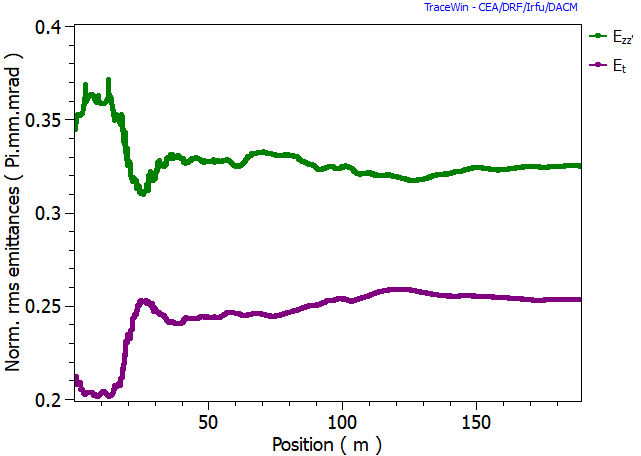 TraceWin - CEA/DRF/Irfu/DACM
0.4
0.35
0.3
0.25
0.2
Norm. rms emittances ( Pi.mm.mrad )
50
100
150
Position ( m )
Ezz'
Et